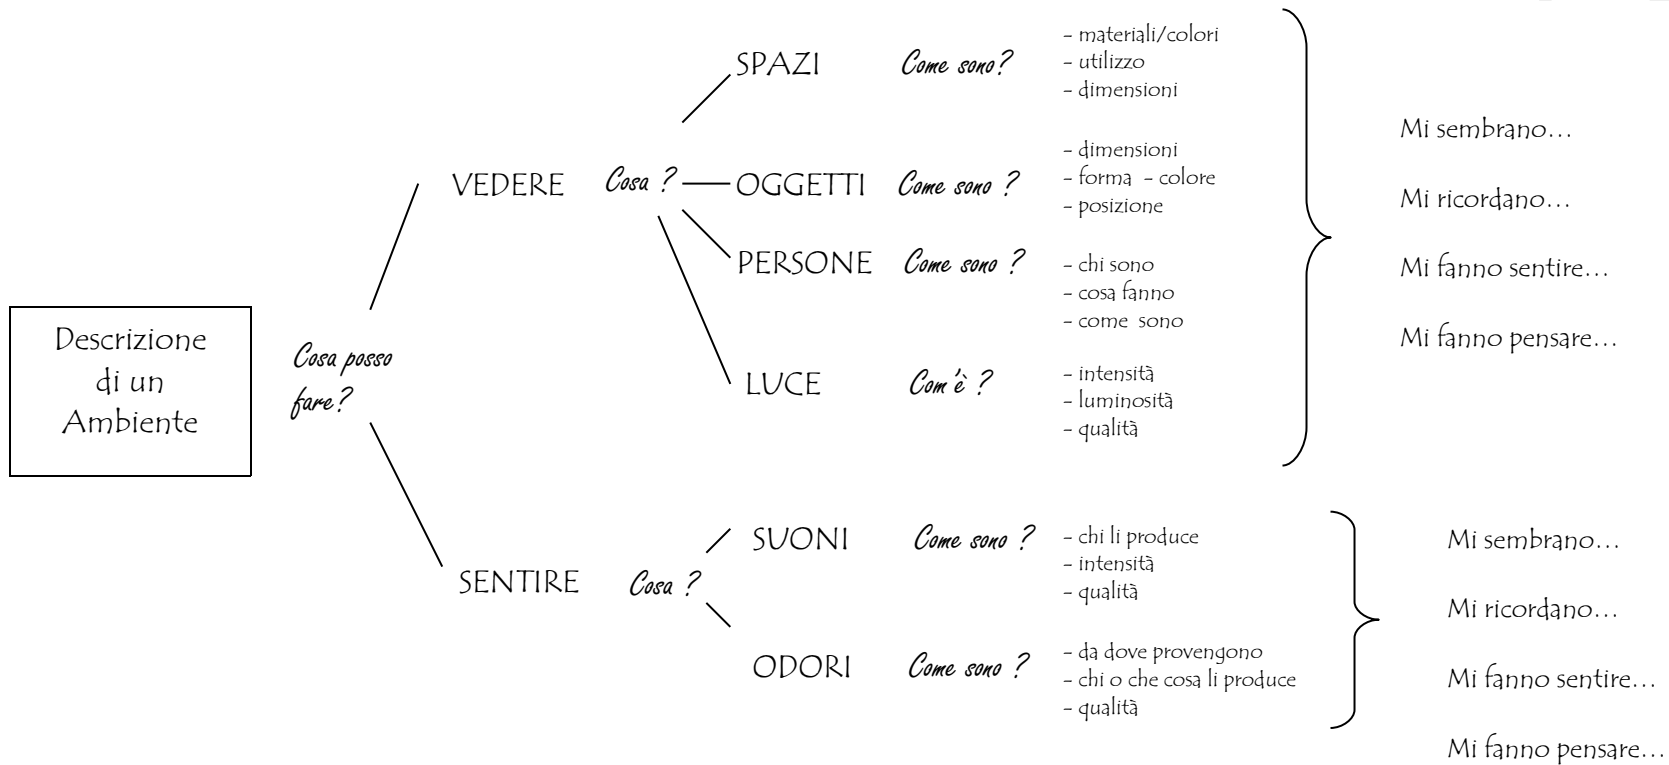 Descrizione
di un
Ambiente
Cosa posso
fare?
VEDERE
Cosa ?
SPAZI
Come sono?
- materiali/colori
- utilizzo
- dimensioni
OGGETTI
Come sono ?
- dimensioni
- forma - colore
- posizione
PERSONE
Come sono ?
- chi sono
- cosa fanno
- come sono
LUCE
Com'è ?
- intensità
- luminosità
- qualità
Mi sembrano...
Mi ricordano...
Mi fanno sentire...
Mi fanno pensare...
SENTIRE
Cosa ?
SUONI
Come sono ?
- chi li produce
- intensità
- qualità
ODORI
Come sono ?
- da dove provengono
- chi o che cosa li produce
- qualità
Mi sembrano...
Mi ricordano...
Mi fanno sentire...
Mi fanno pensare...